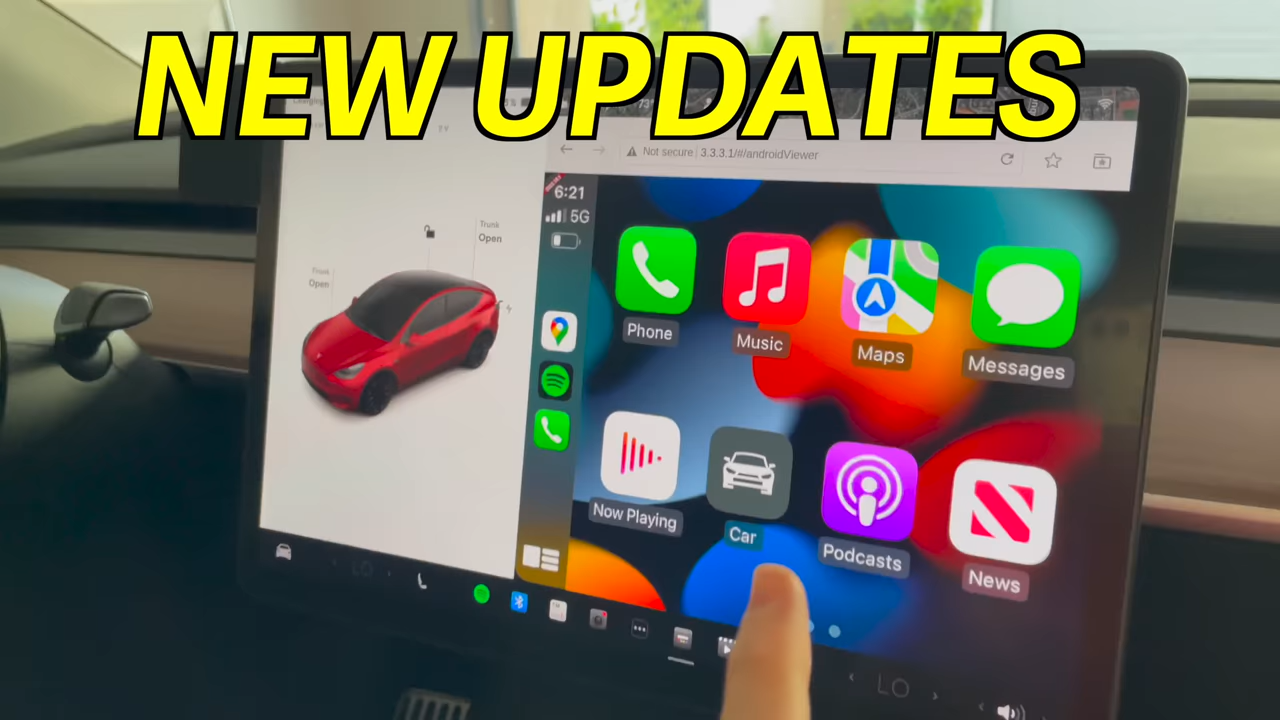 NEW UPDATES
Not secure 3.3.3.1/#/androidViewer
6:21
5G
Trunk
Open
Trunk
Open
Phone
Music
Maps
Messages
Now Playing
Car
Podcasts
News
LO
LO